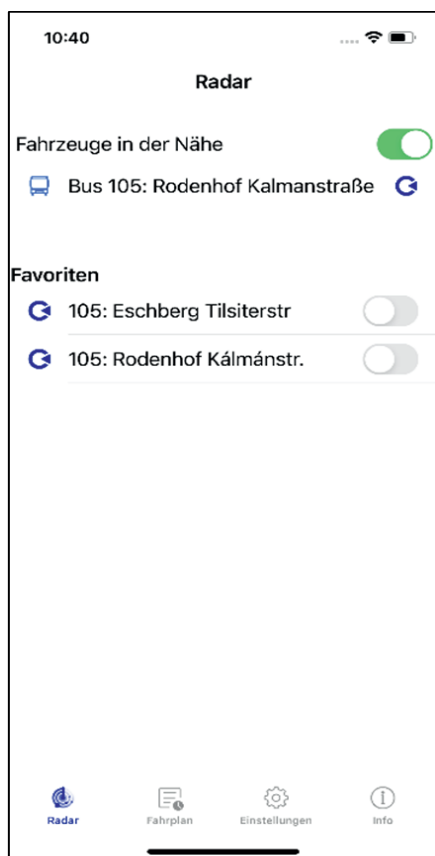 10:40
Radar
Fahrzeuge in der Nähe
Bus 105: Rodenhof Kalmanstraße
Favoriten
105: Eschberg Tilsiterstr
105: Rodenhof Kálmánstr.
Radar Fahrplan Einstellungen Info